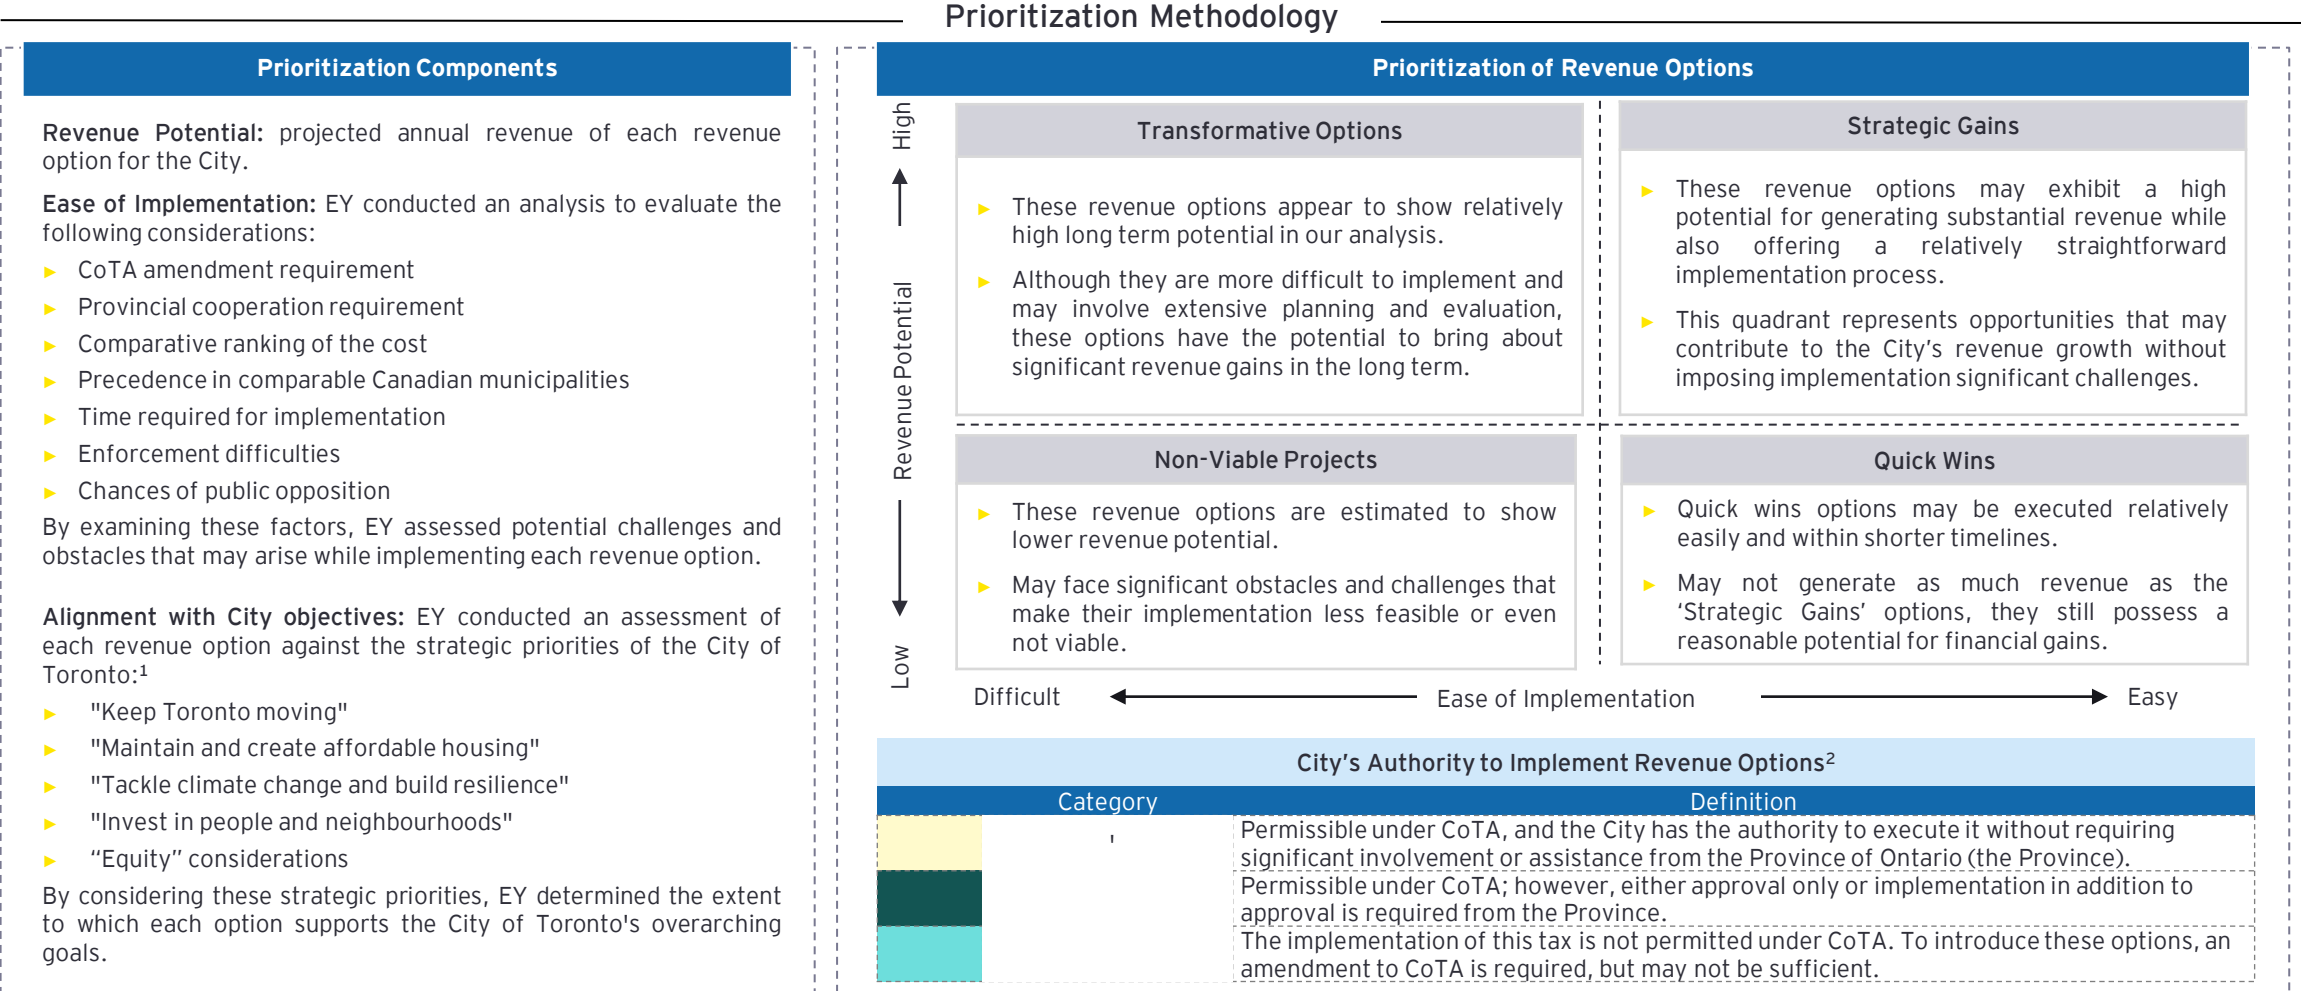 Prioritization Methodology
Prioritization Components
Revenue Potential: projected annual revenue of each revenue
option for the City.
Ease of Implementation: EY conducted an analysis to evaluate the
following considerations:
► CoTA amendment requirement
► Provincial cooperation requirement
► Comparative ranking of the cost
► Precedence in comparable Canadian municipalities
► Time required for implementation
► Enforcement difficulties
► Chances of public opposition
By examining these factors, EY assessed potential challenges and
obstacles that may arise while implementing each revenue option.
Alignment with City objectives: EY conducted an assessment of
each revenue option against the strategic priorities of the City of
Toronto:¹
► "Keep Toronto moving"
► "Maintain and create affordable housing"
► "Tackle climate change and build resilience"
► "Invest in people and neighbourhoods"
► “Equity” considerations
By considering these strategic priorities, EY determined the extent
to which each option supports the City of Toronto's overarching
goals.
Prioritization of Revenue Options
High
Revenue Potential
Low
Transformative Options
► These revenue options appear to show relatively
high long term potential in our analysis.
► Although they are more difficult to implement and
may involve extensive planning and evaluation,
these options have the potential to bring about
significant revenue gains in the long term.
Strategic Gains
► These revenue options may exhibit a high
potential for generating substantial revenue while
also offering a relatively straightforward
implementation process.
► This quadrant represents opportunities that may
contribute to the City’s revenue growth without
imposing implementation significant challenges.
Non-Viable Projects
► These revenue options are estimated to show
lower revenue potential.
► May face significant obstacles and challenges that
make their implementation less feasible or even
not viable.
Quick Wins
► Quick wins options may be executed relatively
easily and within shorter timelines.
► May not generate as much revenue as the
‘Strategic Gains’ options, they still possess a
reasonable potential for financial gains.
Difficult Ease of Implementation Easy
City’s Authority to Implement Revenue Options²
Category Definition
'
Permissible under CoTA, and the City has the authority to execute it without requiring
significant involvement or assistance from the Province of Ontario (the Province).
Permissible under CoTA; however, either approval only or implementation in addition to
approval is required from the Province.
The implementation of this tax is not permitted under CoTA. To introduce these options, an
amendment to CoTA is required, but may not be sufficient.